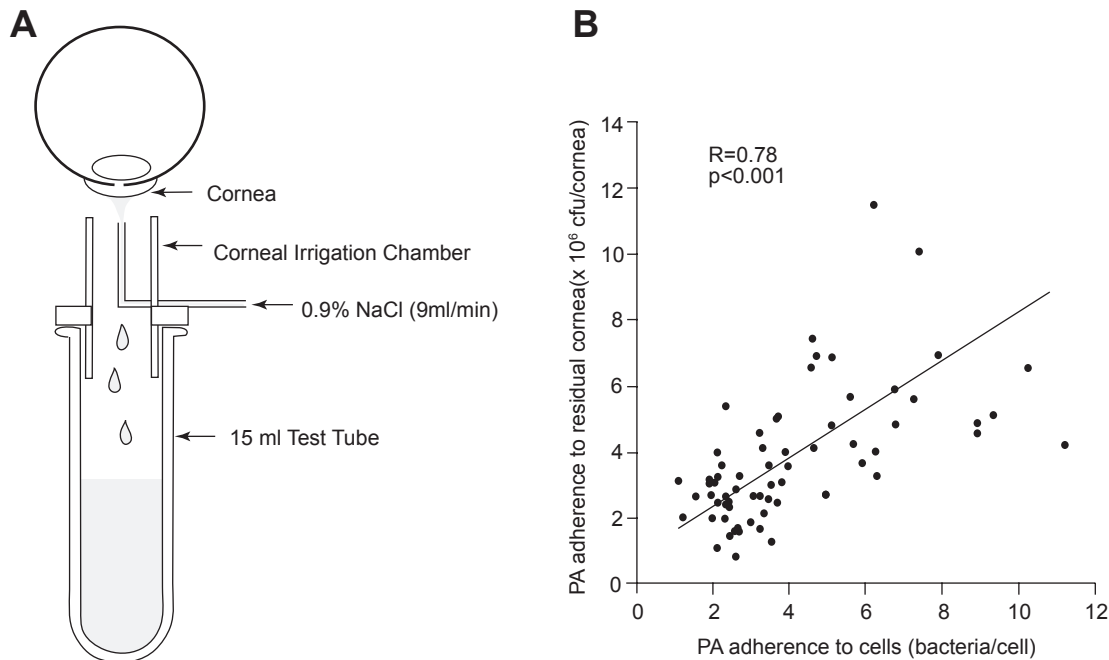 A
Cornea
Corneal Irrigation Chamber
0.9% NaCl (9ml/min)
15 ml Test Tube
B
PA adherence to residual cornea(x 10⁶ cfu/cornea)
14
12
10
8
6
4
2
0
R=0.78
p<0.001
0 2 4 6 8 10 12
PA adherence to cells (bacteria/cell)